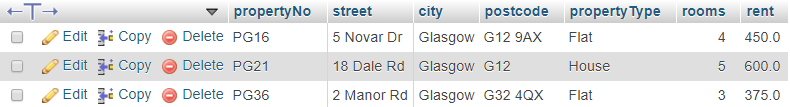 propertyNo street city postcode propertyType rooms rent
Edit Copy Delete PG16 5 Novar Dr Glasgow G12 9AX Flat 4 450.0
Edit Copy Delete PG21 18 Dale Rd Glasgow G12 House 5 600.0
Edit Copy Delete PG36 2 Manor Rd Glasgow G32 4QX Flat 3 375.0